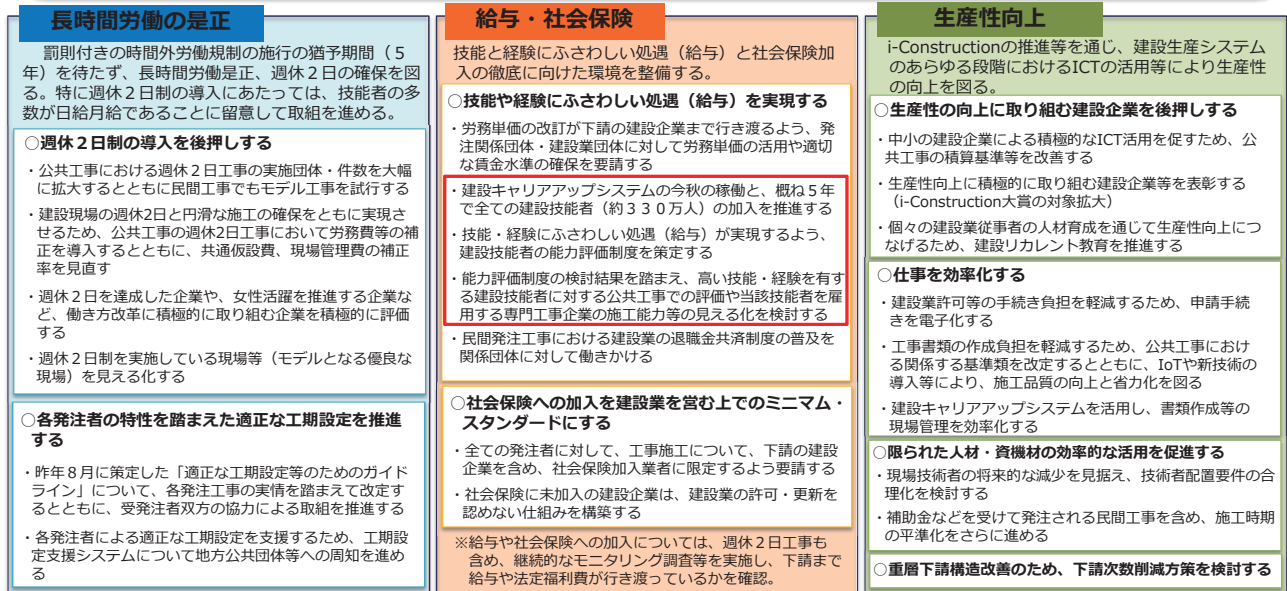 長時間労働の是正
罰則付きの時間外労働規制の施行の猶予期間（５
年）を待たず、長時間労働是正、週休２日の確保を図
る。特に週休２日制の導入にあたっては、技能者の多
数が日給月給であることに留意して取組を進める。
○週休２日制の導入を後押しする
・公共工事における週休２日工事の実施団体・件数を大幅
に拡大するとともに民間工事でもモデル工事を試行する
・建設現場の週休2日と円滑な施工の確保をともに実現さ
せるため、公共工事の週休2日工事において労務費等の補
正を導入するとともに、共通仮設費、現場管理費の補正
率を見直す
・週休２日を達成した企業や、女性活躍を推進する企業な
ど、働き方改革に積極的に取り組む企業を積極的に評価
する
・週休２日制を実施している現場等（モデルとなる優良な
現場）を見える化する
○各発注者の特性を踏まえた適正な工期設定を推進
する
・昨年８月に策定した「適正な工期設定等のためのガイド
ライン」について、各発注工事の実情を踏まえて改定す
るとともに、受発注者双方の協力による取組を推進する
・各発注者による適正な工期設定を支援するため、工期設
定支援システムについて地方公共団体等への周知を進め
る
給与・社会保険
技能と経験にふさわしい処遇（給与）と社会保険加
入の徹底に向けた環境を整備する。
○技能や経験にふさわしい処遇（給与）を実現する
・労務単価の改訂が下請の建設企業まで行き渡るよう、発
注関係団体・建設業団体に対して労務単価の活用や適切
な賃金水準の確保を要請する
・建設キャリアアップシステムの今秋の稼働と、概ね５年
で全ての建設技能者（約３３０万人）の加入を推進する
・技能・経験にふさわしい処遇（給与）が実現するよう、
建設技能者の能力評価制度を策定する
・能力評価制度の検討結果を踏まえ、高い技能・経験を有す
る建設技能者に対する公共工事での評価や当該技能者を雇
用する専門工事企業の施工能力等の見える化を検討する
・民間発注工事における建設業の退職金共済制度の普及を
関係団体に対して働きかける
○社会保険への加入を建設業を営む上でのミニマム・
スタンダードにする
・全ての発注者に対して、工事施工について、下請の建設
企業を含め、社会保険加入業者に限定するよう要請する
・社会保険に未加入の建設企業は、建設業の許可・更新を
認めない仕組みを構築する
※給与や社会保険への加入については、週休２日工事も
含め、継続的なモニタリング調査等を実施し、下請まで
給与や法定福利費が行き渡っているかを確認。
生産性向上
i-Constructionの推進等を通じ、建設生産システム
のあらゆる段階におけるICTの活用等により生産性
の向上を図る。
○生産性の向上に取り組む建設企業を後押しする
・中小の建設企業による積極的なICT活用を促すため、公
共工事の積算基準等を改善する
・生産性向上に積極的に取り組む建設企業等を表彰する
（i-Construction大賞の対象拡大）
・個々の建設業従事者の人材育成を通じて生産性向上につ
なげるため、建設リカレント教育を推進する
○仕事を効率化する
・建設業許可等の手続き負担を軽減するため、申請手続
きを電子化する
・工事書類の作成負担を軽減するため、公共工事におけ
る関係する基準類を改定するとともに、IoTや新技術の
導入等により、施工品質の向上と省力化を図る
・建設キャリアアップシステムを活用し、書類作成等の
現場管理を効率化する
○限られた人材・資機材の効率的な活用を促進する
・現場技術者の将来的な減少を見据え、技術者配置要件の合
理化を検討する
・補助金などを受けて発注される民間工事を含め、施工時期
の平準化をさらに進める
○重層下請構造改善のため、下請次数削減方策を検討する